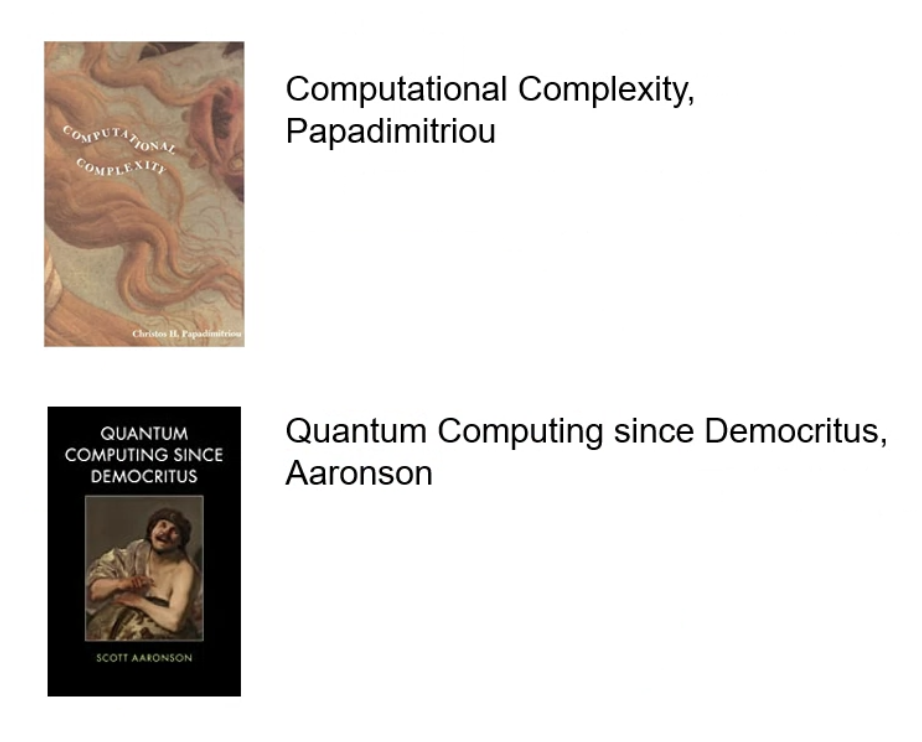 COMPUTATIONAL
COMPLEXITY
Christos H. Papadimitriou
Computational Complexity,
Papadimitriou
QUANTUM
COMPUTING SINCE
DEMOCRITUS
SCOTT AARONSON
Quantum Computing since Democritus,
Aaronson